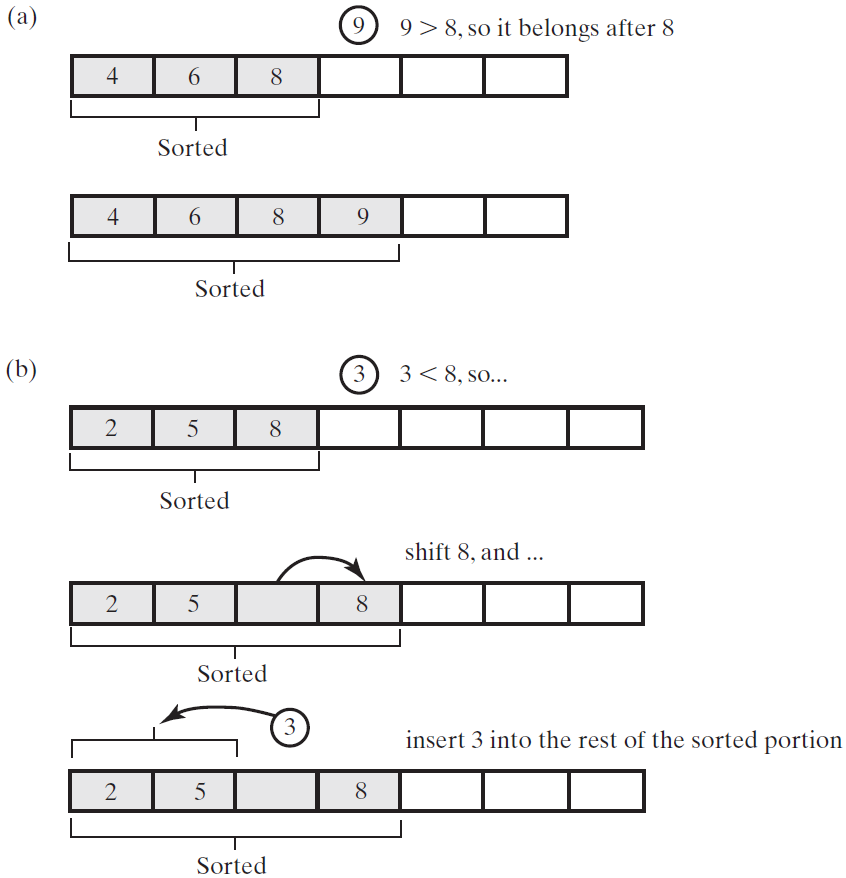 (a)
9 9 > 8, so it belongs after 8
4 6 8
Sorted
4 6 8 9
Sorted
(b)
3 3 < 8, so...
2 5 8
Sorted
shift 8, and ...
2 5 8
Sorted
3
insert 3 into the rest of the sorted portion
2 5 8
Sorted